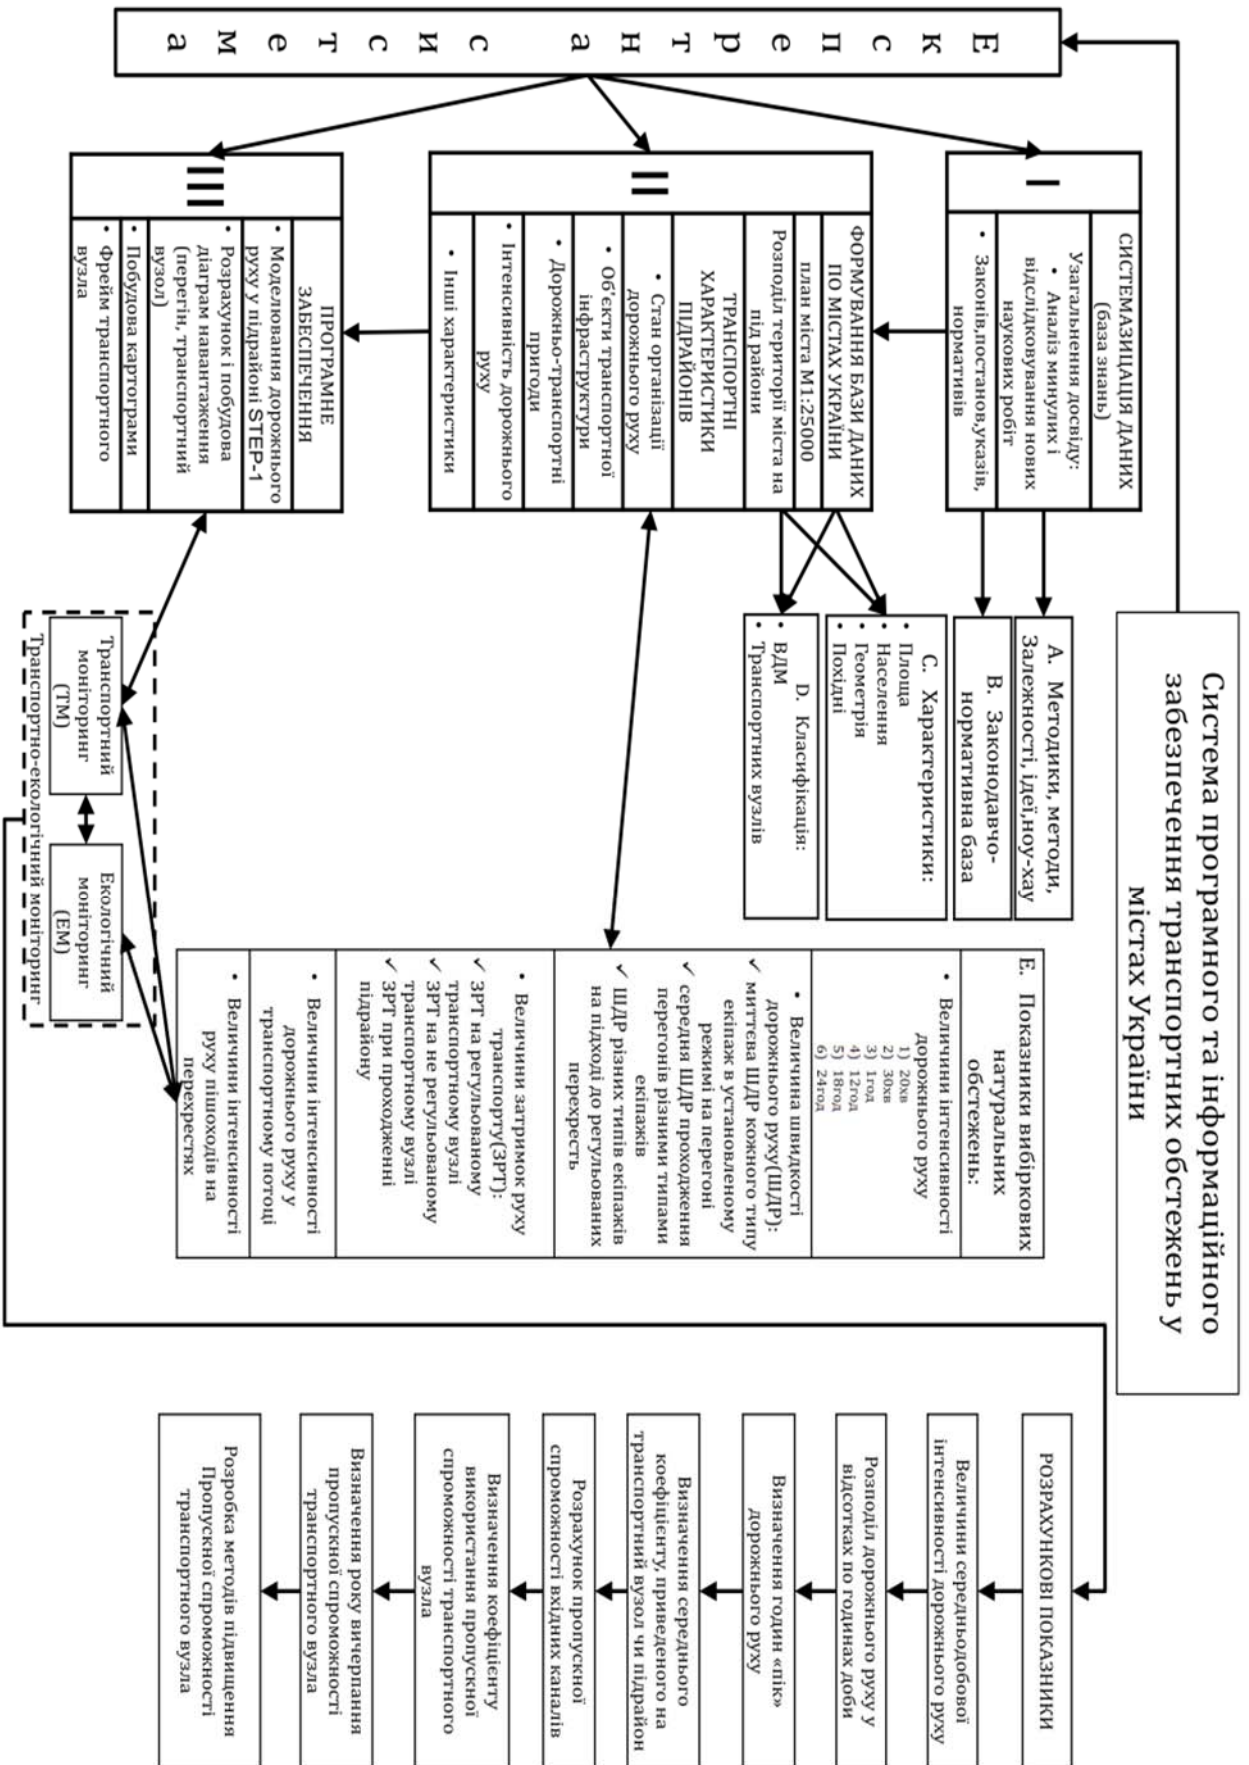 Система програмного та інформаційного
забезпечення транспортних обстежень у
містах України
Експертна система
I
СИСТЕМАЗИЦАЦІЯ ДАНИХ
(база знань)
Узагальнення досвіду:
• Аналіз минулих і
відслідковування нових
наукових робіт
• Законів,постанов,указів,
нормативів
II
ФОРМУВАННЯ БАЗИ ДАНИХ
ПО МІСТАХ УКРАЇНИ
план міста М1:25000
Розподіл території міста на
під райони
ТРАНСПОРТНІ
ХАРАКТЕРИСТИКИ
ПІДРАЙОНІВ
• Стан організації
дорожнього руху
• Об'єкти транспортної
інфраструктури
• Дорожньо-транспортні
пригоди
• Інтенсивність дорожнього
руху
• Інші характеристики
III
ПРОГРАМНЕ
ЗАБЕСПЕЧЕННЯ
• Моделювання дорожнього
руху у підрайоні STEP-1
• Розрахунок і побудова
діаграм навантаження
(перегін, транспортний
вузол)
• Побудова картограми
• Фрейм транспортного
вузла
A. Методики, методи,
Залежності, ідеї,ноу-хау
B. Законодавчо-
нормативна база
C. Характеристики:
• Площа
• Населення
• Геометрія
• Похідні
D. Класифікація:
• ВДМ
• Транспортних вузлів
E. Показники вибіркових
натуральних
обстежень:
• Величини інтенсивності
дорожнього руху
1) 20хв
2) 30хв
3) 1год
4) 12год
5) 18год
6) 24год
• Величина швидкості
дорожнього руху(ШДР):
✓ миттєва ШДР кожного типу
екіпаж в установленому
режимі на перегоні
✓ середня ШДР проходження
перегонів різними типами
екіпажів
✓ ШДР різних типів екіпажів
на підході до регульованих
перехресть
• Величини затримок руху
транспорту(ЗРТ):
✓ ЗРТ на регульованому
транспортному вузлі
✓ ЗРТ на не регульованому
транспортному вузлі
✓ ЗРТ при проходженні
підрайону
• Величини інтенсивності
дорожнього руху у
транспортному потоці
• Величини інтенсивності
руху пішоходів на
перехрестях
Транспортний
моніторинг
(ТМ)
Екологічний
моніторинг
(ЕМ)
Транспортно-екологічний моніторинг
РОЗРАХУНКОВІ ПОКАЗНИКИ
Величини середньодобової
інтенсивності дорожнього руху
Розподіл дорожнього руху у
відсотках по годинах доби
Визначення годин «пік»
дорожнього руху
Визначення середнього
коефіцієнту, приведеного на
транспортний вузол чи підрайон
Розрахунок пропускної
спроможності вхідних каналів
Визначення коефіцієнту
використання пропускної
спроможності транспортного
вузла
Визначення року вичерпання
пропускної спроможності
транспортного вузла
Розробка методів підвищення
Пропускної спроможності
транспортного вузла